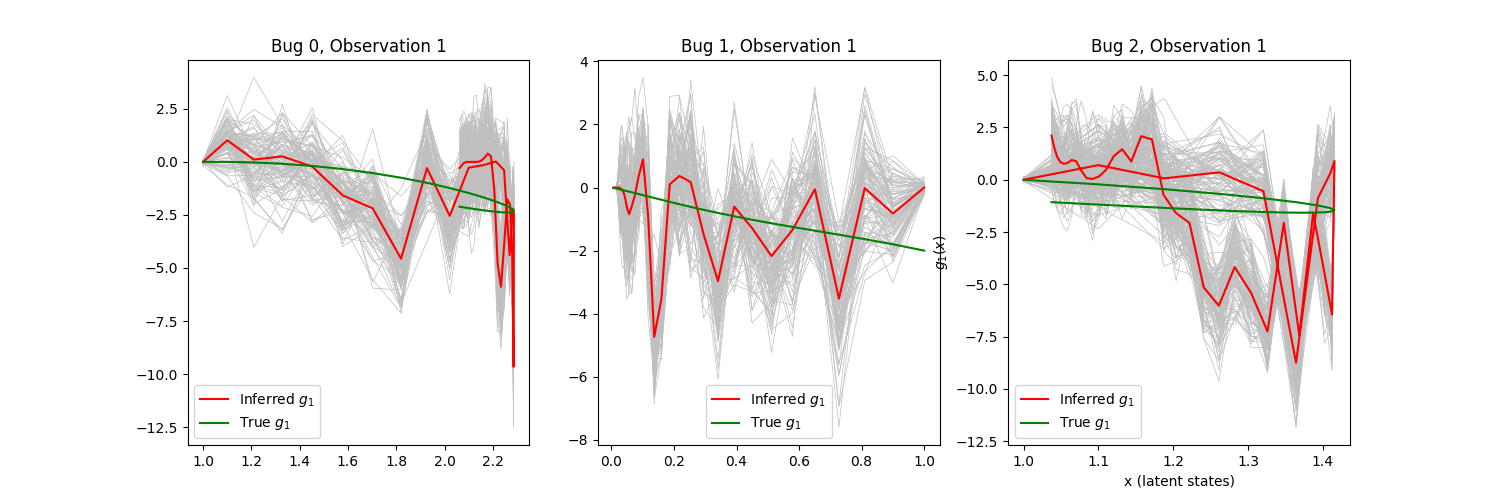 Bug 0, Observation 1
2.5
0.0
−2.5
−5.0
−7.5
−10.0
−12.5
1.0 1.2 1.4 1.6 1.8 2.0 2.2
Inferred g₁
True g₁
Bug 1, Observation 1
4
2
0
−2
−4
−6
−8
0.0 0.2 0.4 0.6 0.8 1.0
Inferred g₁
True g₁
Bug 2, Observation 1
g₁(x)
5.0
2.5
0.0
−2.5
−5.0
−7.5
−10.0
−12.5
1.0 1.1 1.2 1.3 1.4
x (latent states)
Inferred g₁
True g₁